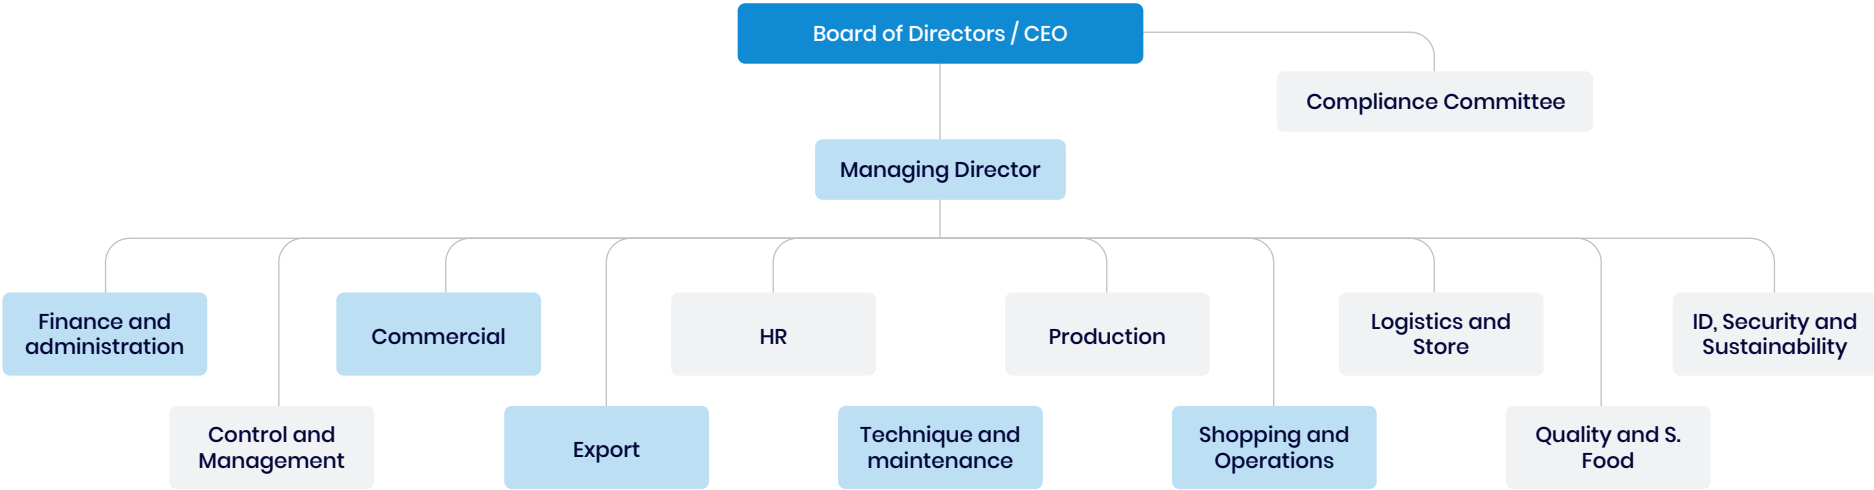 Board of Directors / CEO
Compliance Committee
Managing Director
Finance and
administration
Commercial
HR
Production
Logistics and
Store
ID, Security and
Sustainability
Control and
Management
Export
Technique and
maintenance
Shopping and
Operations
Quality and S.
Food